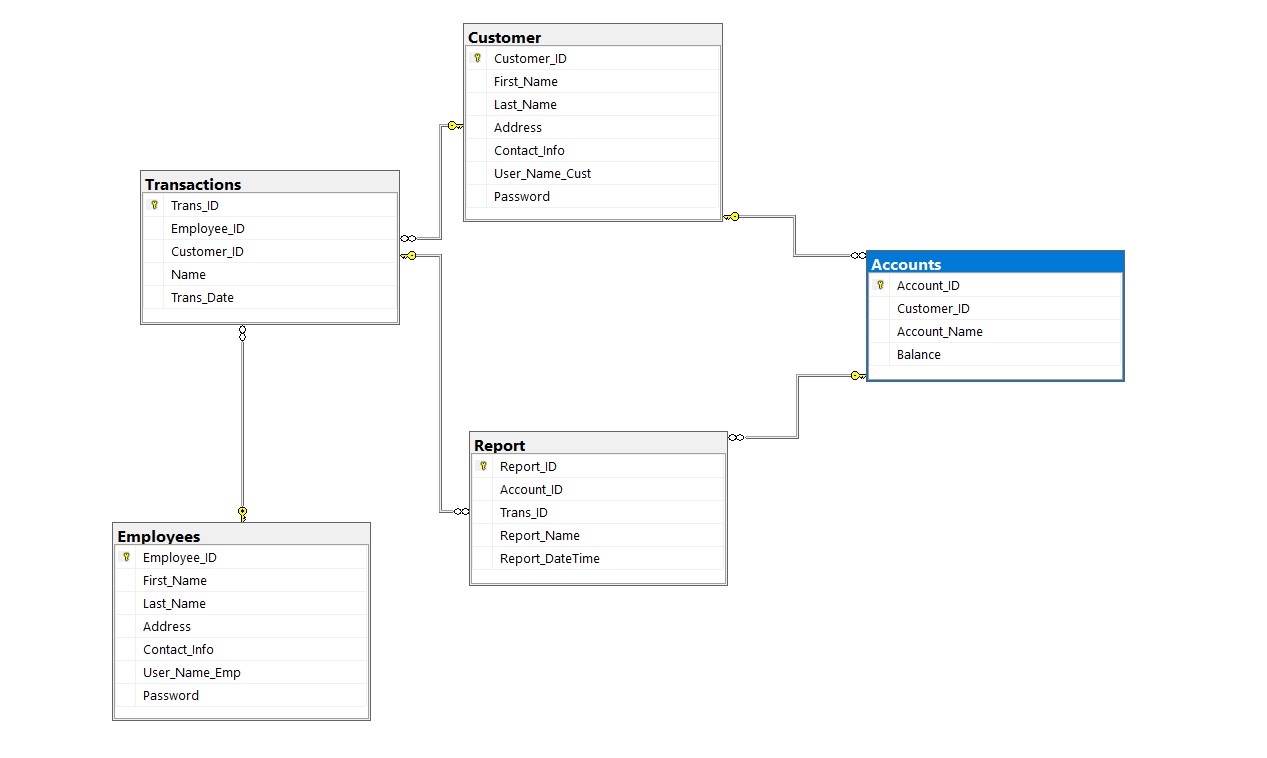 Customer
Customer_ID
First_Name
Last_Name
Address
Contact_Info
User_Name_Cust
Password
Transactions
Trans_ID
Employee_ID
Customer_ID
Name
Trans_Date
Accounts
Account_ID
Customer_ID
Account_Name
Balance
Report
Report_ID
Account_ID
Trans_ID
Report_Name
Report_DateTime
Employees
Employee_ID
First_Name
Last_Name
Address
Contact_Info
User_Name_Emp
Password